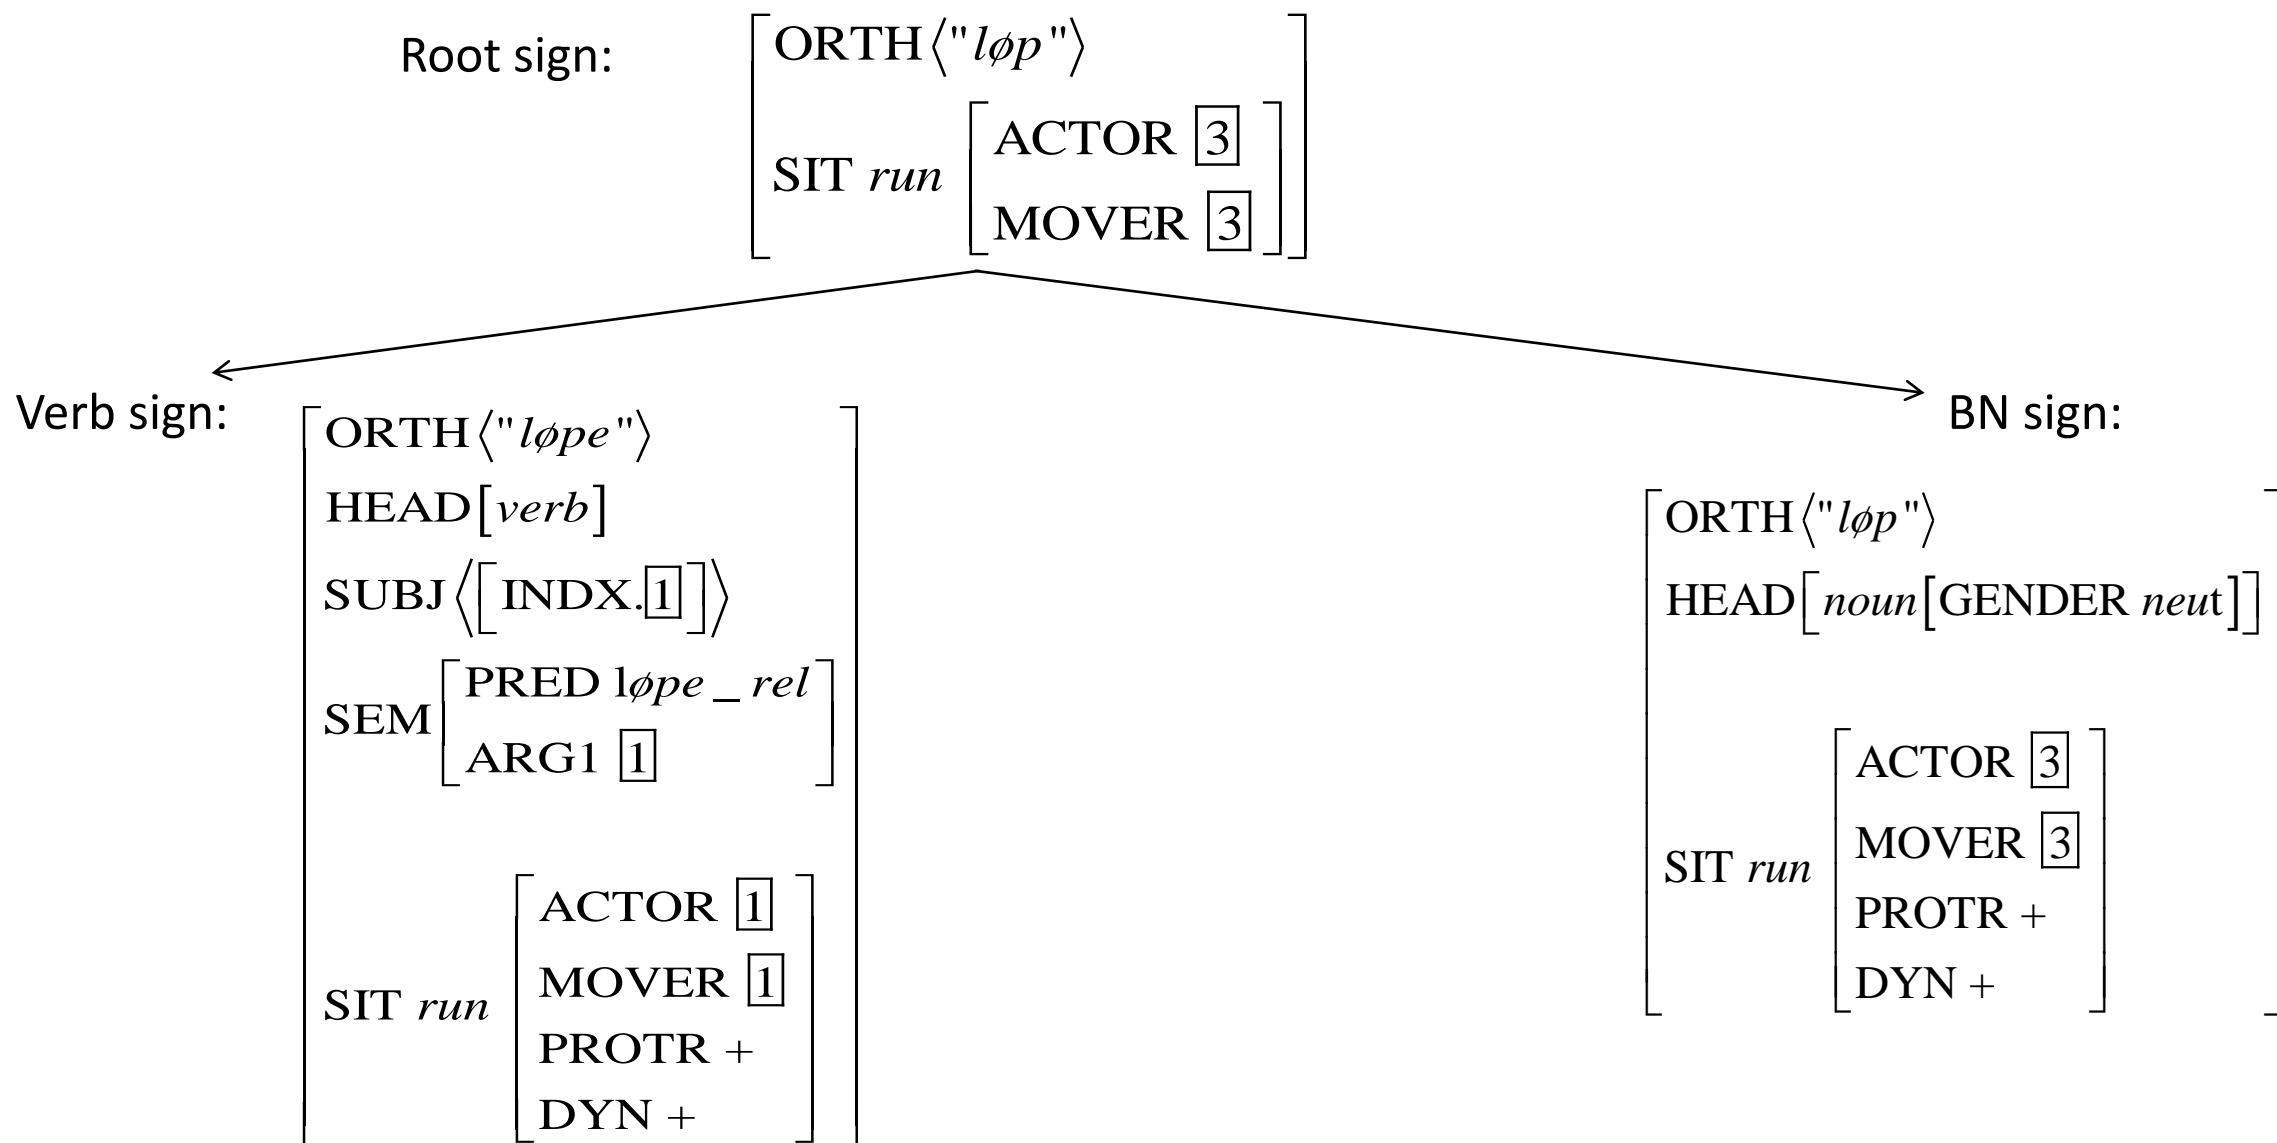 Root sign:
ORTH⟨"løp"⟩
SIT run
ACTOR 3
MOVER 3
Verb sign:
ORTH⟨"løpe"⟩
HEAD[verb]
SUBJ⟨[INDX.1]⟩
SEM
PRED løpe_rel
ARG1 1
SIT run
ACTOR 1
MOVER 1
PROTR +
DYN +
BN sign:
ORTH⟨"løp"⟩
HEAD[noun[GENDER neut]]
SIT run
ACTOR 3
MOVER 3
PROTR +
DYN +